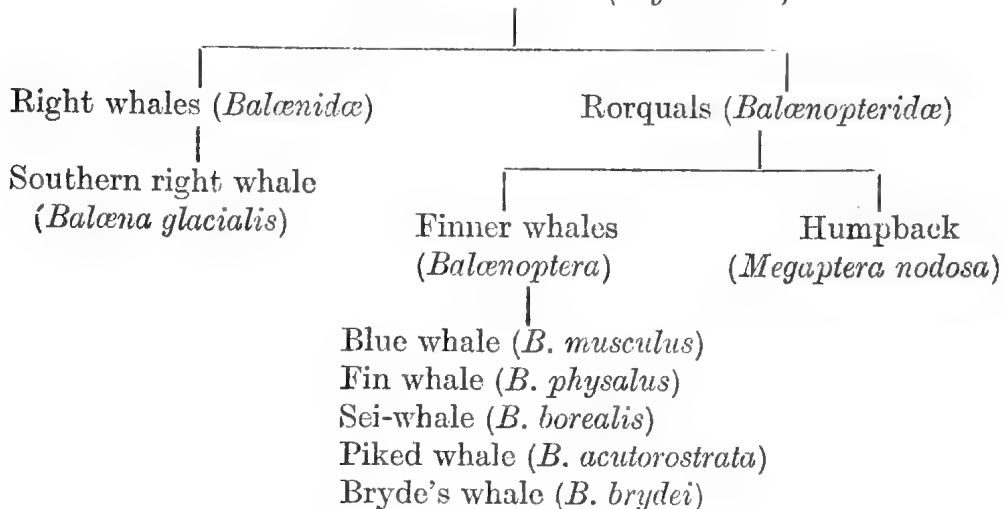 Right whales (Balænidæ) Rorquals (Balænopteridæ)
Southern right whale
(Balæna glacialis)
Finner whales Humpback
(Balænoptera) (Megaptera nodosa)
Blue whale (B. musculus)
Fin whale (B. physalus)
Sei-whale (B. borealis)
Piked whale (B. acutorostrata)
Bryde's whale (B. brydei)